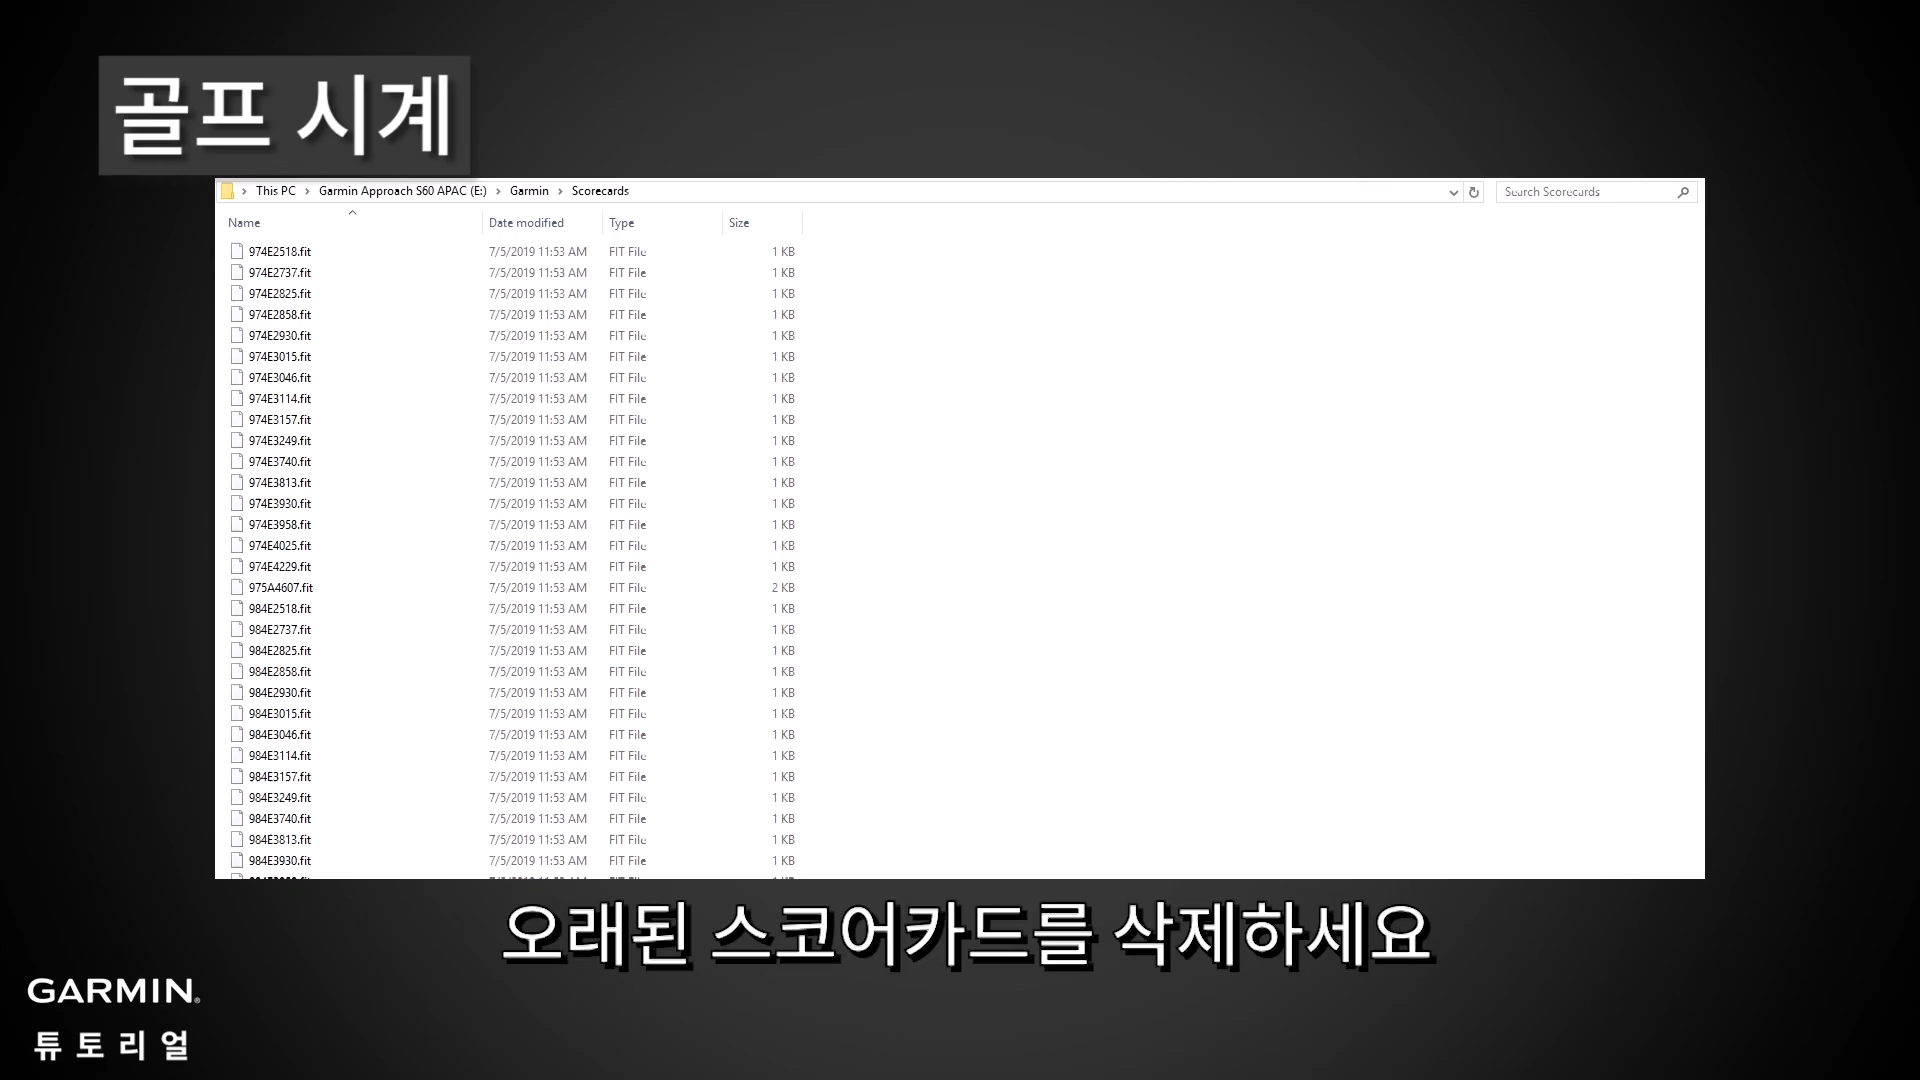 골프 시계
This PC > Garmin Approach S60 APAC (E:) > Garmin > Scorecards
Search Scorecards
Name Date modified Type Size
974E2518.fit 7/5/2019 11:53 AM FIT File 1 KB
974E2737.fit 7/5/2019 11:53 AM FIT File 1 KB
974E2825.fit 7/5/2019 11:53 AM FIT File 1 KB
974E2858.fit 7/5/2019 11:53 AM FIT File 1 KB
974E2930.fit 7/5/2019 11:53 AM FIT File 1 KB
974E3015.fit 7/5/2019 11:53 AM FIT File 1 KB
974E3046.fit 7/5/2019 11:53 AM FIT File 1 KB
974E3114.fit 7/5/2019 11:53 AM FIT File 1 KB
974E3157.fit 7/5/2019 11:53 AM FIT File 1 KB
974E3249.fit 7/5/2019 11:53 AM FIT File 1 KB
974E3740.fit 7/5/2019 11:53 AM FIT File 1 KB
974E3813.fit 7/5/2019 11:53 AM FIT File 1 KB
974E3930.fit 7/5/2019 11:53 AM FIT File 1 KB
974E3958.fit 7/5/2019 11:53 AM FIT File 1 KB
974E4025.fit 7/5/2019 11:53 AM FIT File 1 KB
974E4229.fit 7/5/2019 11:53 AM FIT File 1 KB
975A4607.fit 7/5/2019 11:53 AM FIT File 2 KB
984E2518.fit 7/5/2019 11:53 AM FIT File 1 KB
984E2737.fit 7/5/2019 11:53 AM FIT File 1 KB
984E2825.fit 7/5/2019 11:53 AM FIT File 1 KB
984E2858.fit 7/5/2019 11:53 AM FIT File 1 KB
984E2930.fit 7/5/2019 11:53 AM FIT File 1 KB
984E3015.fit 7/5/2019 11:53 AM FIT File 1 KB
984E3046.fit 7/5/2019 11:53 AM FIT File 1 KB
984E3114.fit 7/5/2019 11:53 AM FIT File 1 KB
984E3157.fit 7/5/2019 11:53 AM FIT File 1 KB
984E3249.fit 7/5/2019 11:53 AM FIT File 1 KB
984E3740.fit 7/5/2019 11:53 AM FIT File 1 KB
984E3813.fit 7/5/2019 11:53 AM FIT File 1 KB
984E3930.fit 7/5/2019 11:53 AM FIT File 1 KB
오래된 스코어카드를 삭제하세요
GARMIN®
튜토리얼